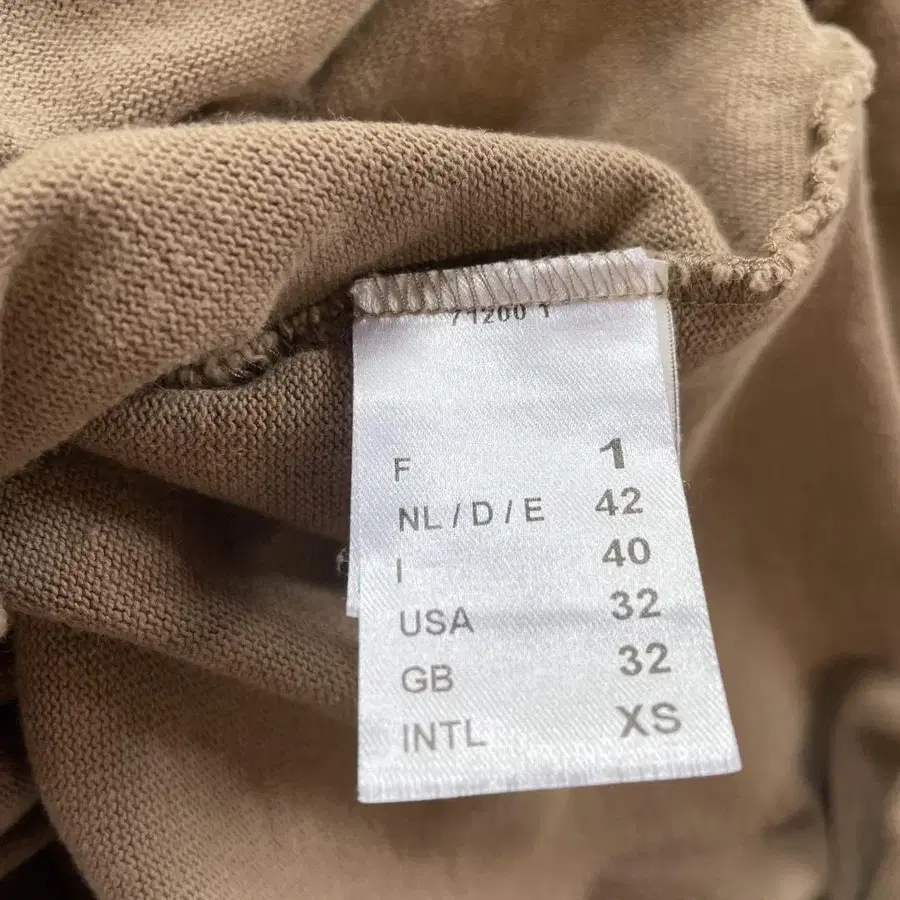 71200 1
F 1
NL / D / E 42
I 40
USA 32
GB 32
INTL XS